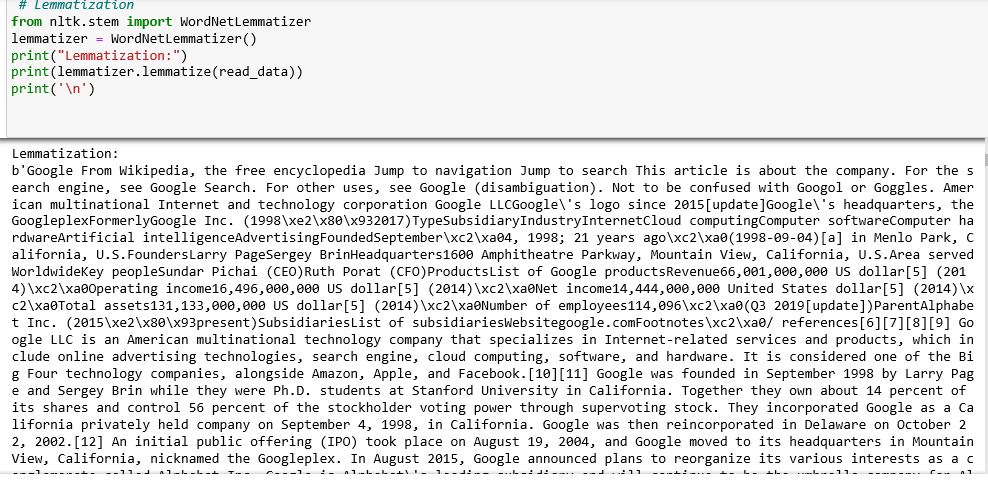 # Lemmatization
from nltk.stem import WordNetLemmatizer
lemmatizer = WordNetLemmatizer()
print("Lemmatization:")
print(lemmatizer.lemmatize(read_data))
print('\n')
Lemmatization:
b'Google From Wikipedia, the free encyclopedia Jump to navigation Jump to search This article is about the company. For the s
earch engine, see Google Search. For other uses, see Google (disambiguation). Not to be confused with Googol or Goggles. Amer
ican multinational Internet and technology corporation Google LLCGoogle\'s logo since 2015[update]Google\'s headquarters, the
GoogleplexFormerlyGoogle Inc. (1998\xe2\x80\x932017)TypeSubsidiaryIndustryInternetCloud computingComputer softwareComputer ha
rdwareArtificial intelligenceAdvertisingFoundedSeptember\xc2\xa04, 1998; 21 years ago\xc2\xa0(1998-09-04)[a] in Menlo Park, C
alifornia, U.S.FoundersLarry PageSergey BrinHeadquarters1600 Amphitheatre Parkway, Mountain View, California, U.S.Area served
WorldwideKey peopleSundar Pichai (CEO)Ruth Porat (CFO)ProductsList of Google productsRevenue66,001,000,000 US dollar[5] (201
4)\xc2\xa0Operating income16,496,000,000 US dollar[5] (2014)\xc2\xa0Net income14,444,000,000 United States dollar[5] (2014)\x
c2\xa0Total assets131,133,000,000 US dollar[5] (2014)\xc2\xa0Number of employees114,096\xc2\xa0(Q3 2019[update])ParentAlphabe
t Inc. (2015\xe2\x80\x93present)SubsidiariesList of subsidiariesWebsitegoogle.comFootnotes\xc2\xa0/ references[6][7][8][9] Go
ogle LLC is an American multinational technology company that specializes in Internet-related services and products, which in
clude online advertising technologies, search engine, cloud computing, software, and hardware. It is considered one of the Bi
g Four technology companies, alongside Amazon, Apple, and Facebook.[10][11] Google was founded in September 1998 by Larry Pag
e and Sergey Brin while they were Ph.D. students at Stanford University in California. Together they own about 14 percent of
its shares and control 56 percent of the stockholder voting power through supervoting stock. They incorporated Google as a Ca
lifornia privately held company on September 4, 1998, in California. Google was then reincorporated in Delaware on October 2
2, 2002.[12] An initial public offering (IPO) took place on August 19, 2004, and Google moved to its headquarters in Mountain
View, California, nicknamed the Googleplex. In August 2015, Google announced plans to reorganize its various interests as a c